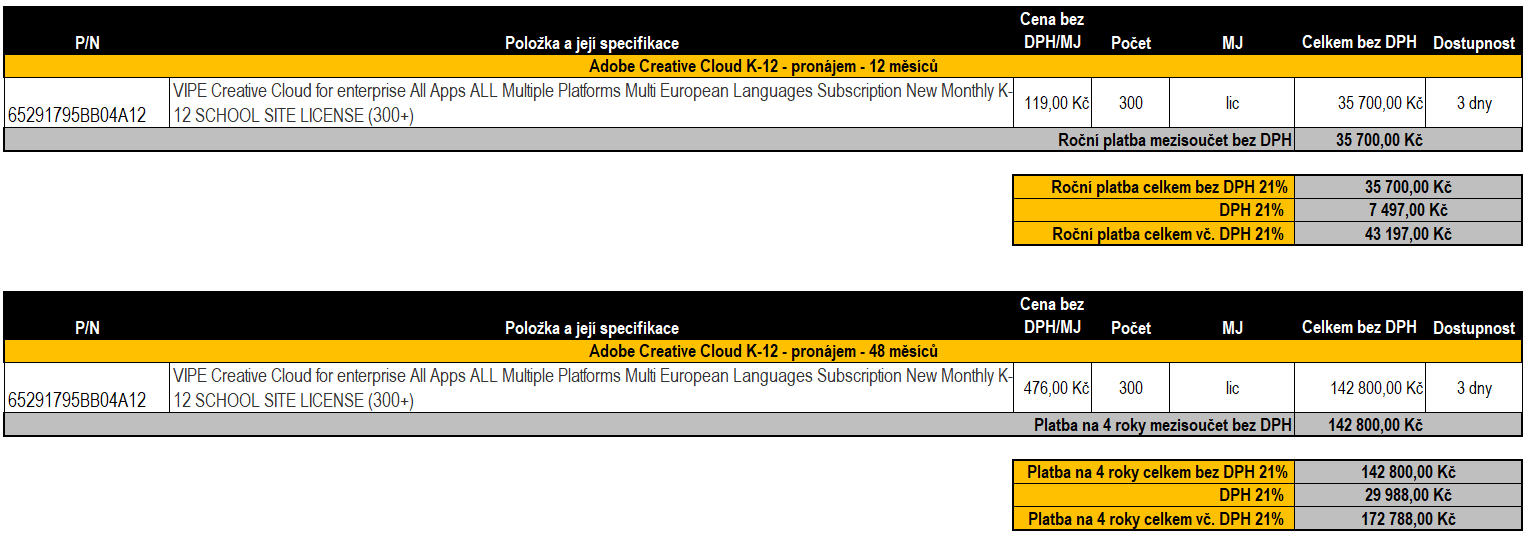 P/N Položka a její specifikace Cena bez DPH/MJ Počet MJ Celkem bez DPH Dostupnost
Adobe Creative Cloud K-12 - pronájem - 12 měsíců
65291795BB04A12 VIPE Creative Cloud for enterprise All Apps ALL Multiple Platforms Multi European Languages Subscription New Monthly K-12 SCHOOL SITE LICENSE (300+) 119,00 Kč 300 lic 35 700,00 Kč 3 dny
Roční platba mezisoučet bez DPH 35 700,00 Kč
Roční platba celkem bez DPH 21% 35 700,00 Kč
DPH 21% 7 497,00 Kč
Roční platba celkem vč. DPH 21% 43 197,00 Kč
P/N Položka a její specifikace Cena bez DPH/MJ Počet MJ Celkem bez DPH Dostupnost
Adobe Creative Cloud K-12 - pronájem - 48 měsíců
65291795BB04A12 VIPE Creative Cloud for enterprise All Apps ALL Multiple Platforms Multi European Languages Subscription New Monthly K-12 SCHOOL SITE LICENSE (300+) 476,00 Kč 300 lic 142 800,00 Kč 3 dny
Platba na 4 roky mezisoučet bez DPH 142 800,00 Kč
Platba na 4 roky celkem bez DPH 21% 142 800,00 Kč
DPH 21% 29 988,00 Kč
Platba na 4 roky celkem vč. DPH 21% 172 788,00 Kč